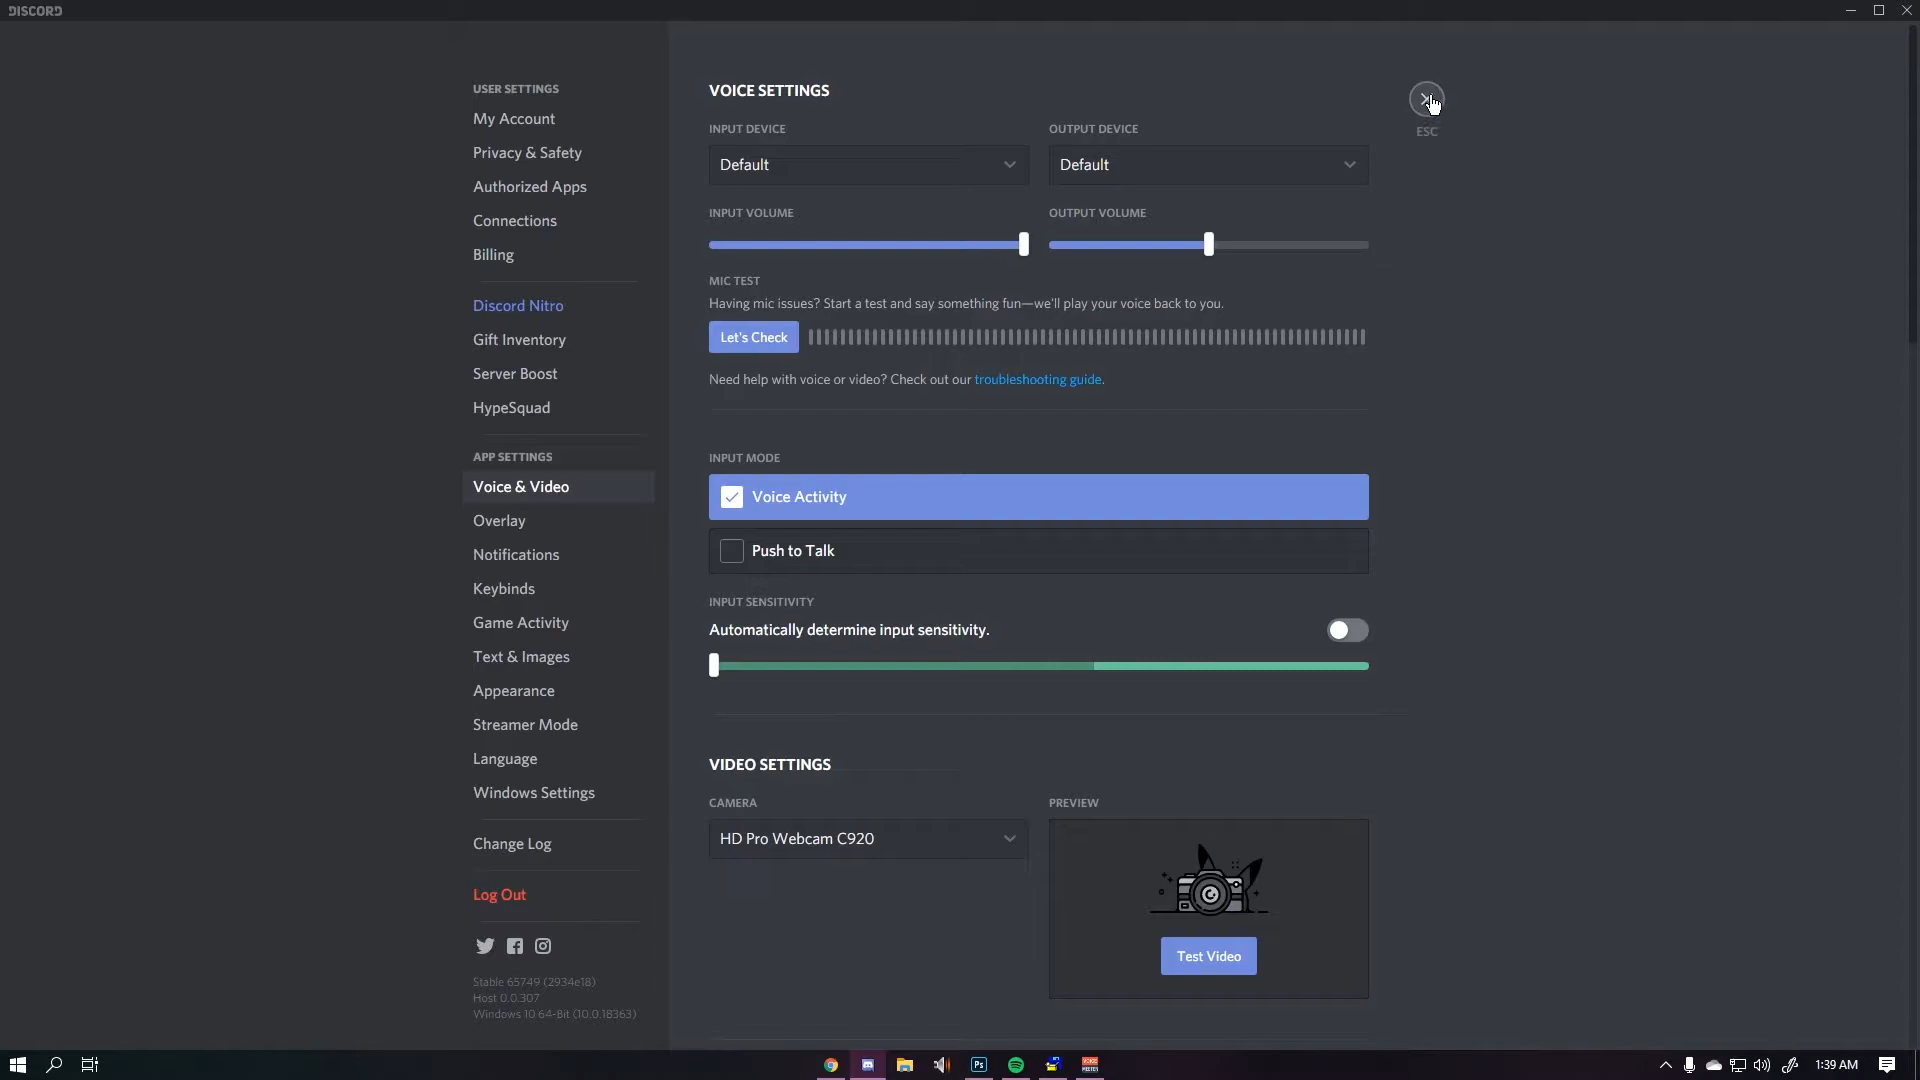 DISCORD
USER SETTINGS
My Account
Privacy & Safety
Authorized Apps
Connections
Billing
Discord Nitro
Gift Inventory
Server Boost
HypeSquad
APP SETTINGS
Voice & Video
Overlay
Notifications
Keybinds
Game Activity
Text & Images
Appearance
Streamer Mode
Language
Windows Settings
Change Log
Log Out
Stable 65749 (2934e18)
Host 0.0.307
Windows 10 64-Bit (10.0.18363)
VOICE SETTINGS
INPUT DEVICE
Default
OUTPUT DEVICE
Default
INPUT VOLUME
OUTPUT VOLUME
MIC TEST
Having mic issues? Start a test and say something fun—we'll play your voice back to you.
Let's Check
Need help with voice or video? Check out our troubleshooting guide.
INPUT MODE
Voice Activity
Push to Talk
INPUT SENSITIVITY
Automatically determine input sensitivity.
VIDEO SETTINGS
CAMERA
HD Pro Webcam C920
PREVIEW
Test Video
ESC
Ps
VOICE
MEETER
1:39 AM